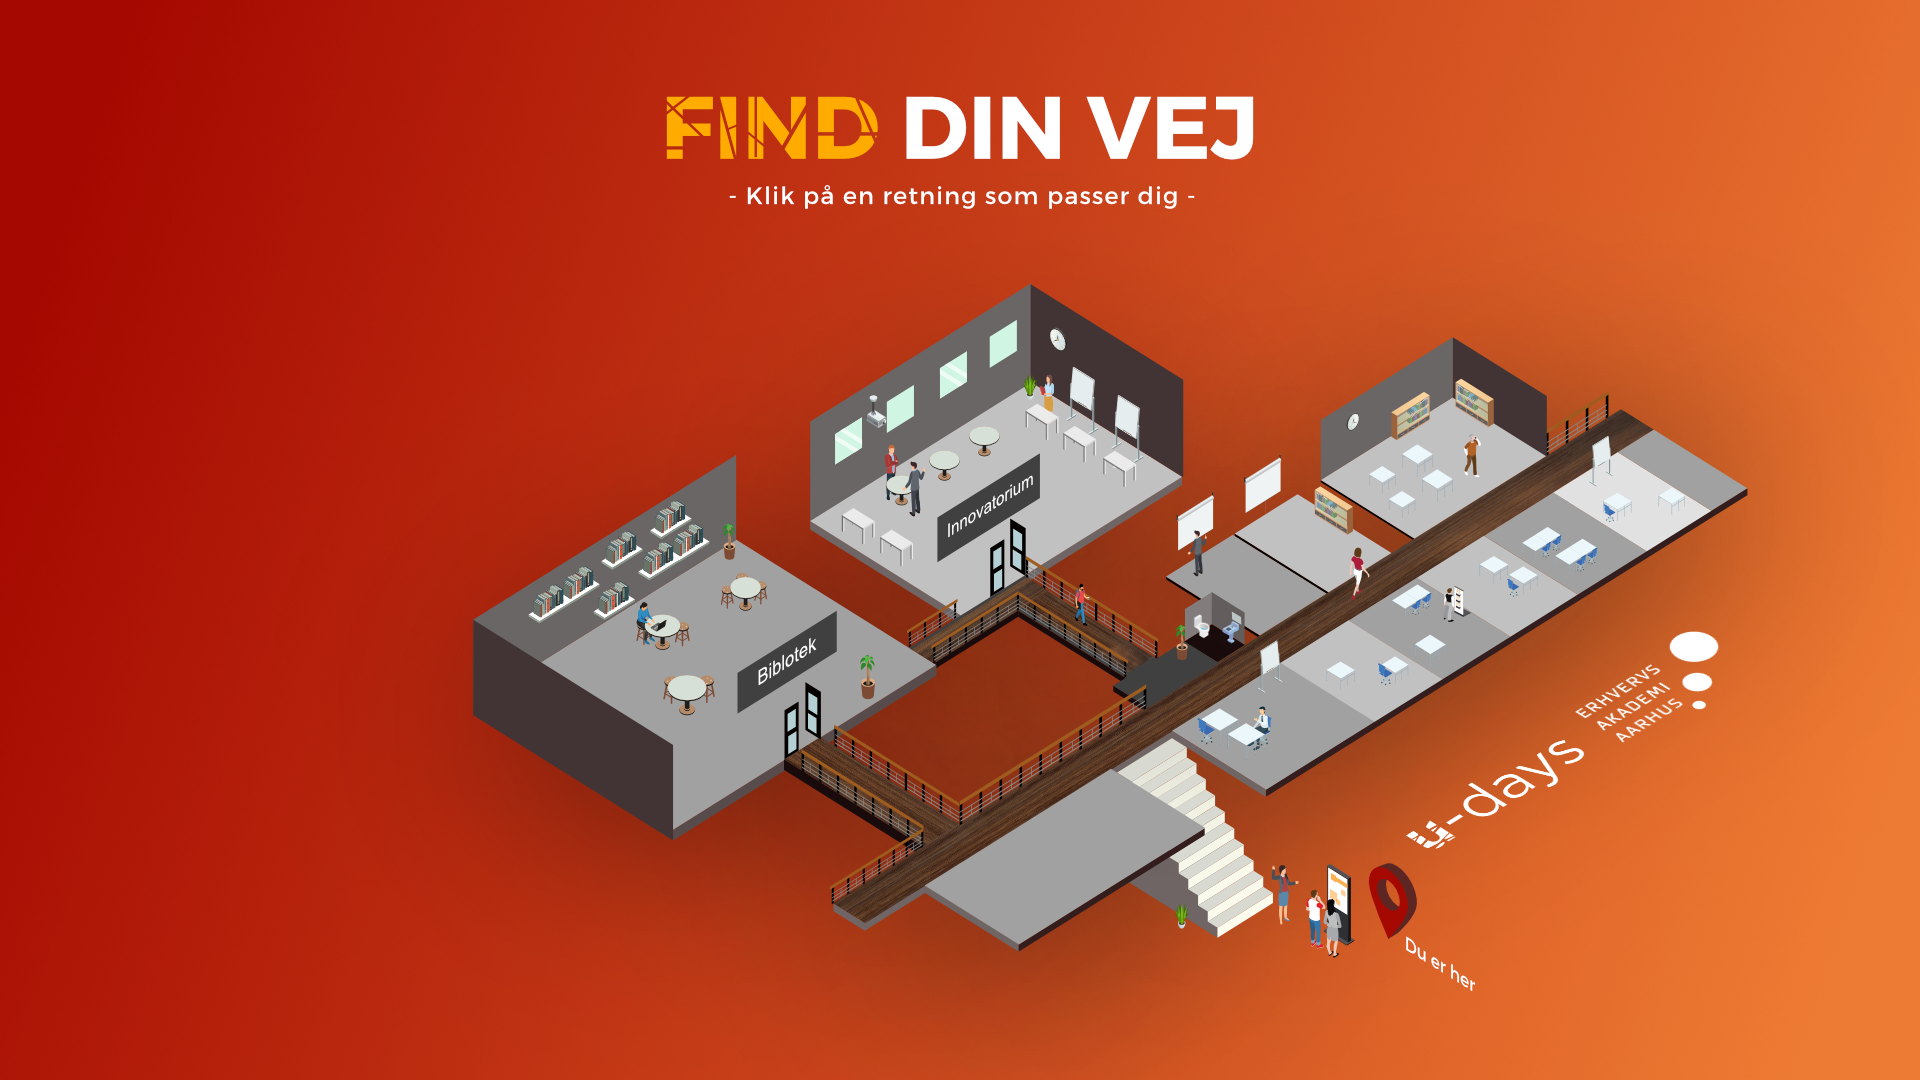 FIND DIN VEJ
- Klik på en retning som passer dig -
Innovatorium
Biblotek
ERHVERVS
AKADEMI
AARHUS
u-days
Du er her